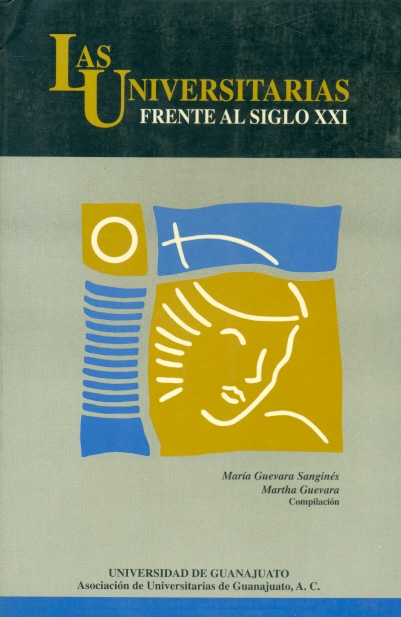 LAS
UNIVERSITARIAS
FRENTE AL SIGLO XXI
María Guevara Sanginés
Martha Guevara
Compilación
UNIVERSIDAD DE GUANAJUATO
Asociación de Universitarias de Guanajuato, A. C.